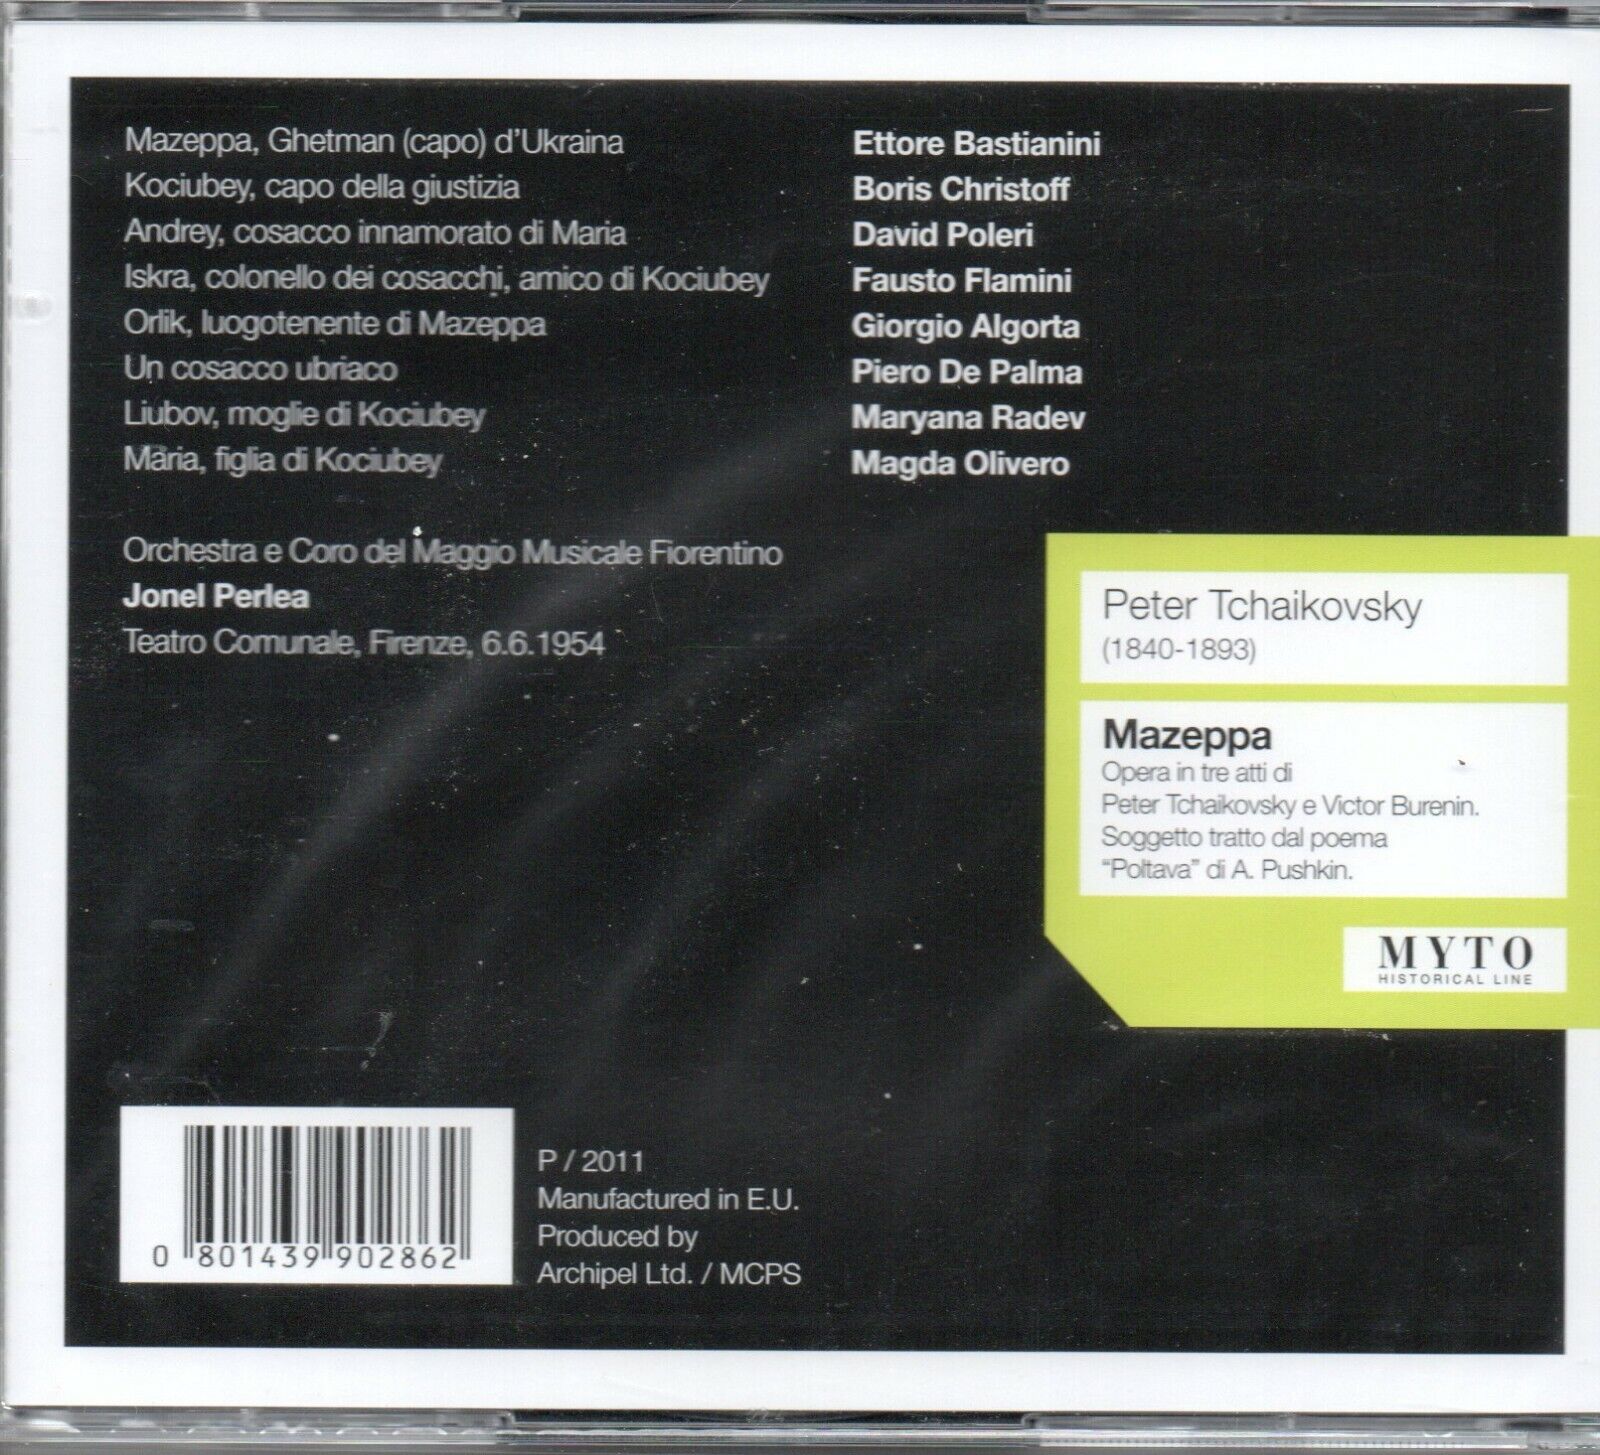 Mazeppa, Ghetman (capo) d'Ukraina Ettore Bastianini
Kociubey, capo della giustizia Boris Christoff
Andrey, cosacco innamorato di Maria David Poleri
Iskra, colonello dei cosacchi, amico di Kociubey Fausto Flamini
Orlik, luogotenente di Mazeppa Giorgio Algorta
Un cosacco ubriaco Piero De Palma
Liubov, moglie di Kociubey Maryana Radev
Maria, figlia di Kociubey Magda Olivero
Orchestra e Coro del Maggio Musicale Fiorentino
Jonel Perlea
Teatro Comunale, Firenze, 6.6.1954
Peter Tchaikovsky
(1840-1893)
Mazeppa
Opera in tre atti di
Peter Tchaikovsky e Victor Burenin.
Soggetto tratto dal poema
“Poltava” di A. Pushkin.
MYTO
HISTORICAL LINE
0 801439 902862
P / 2011
Manufactured in E.U.
Produced by
Archipel Ltd. / MCPS